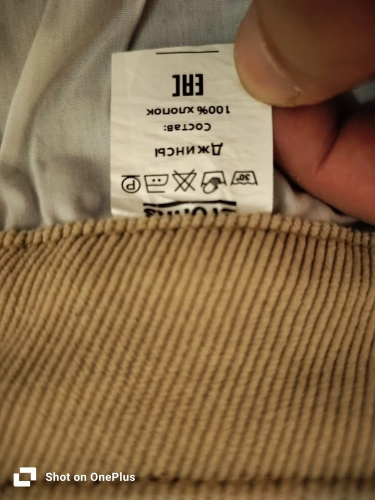 30°
P
Джинсы
Состав:
100% хлопок
EAC
Shot on OnePlus